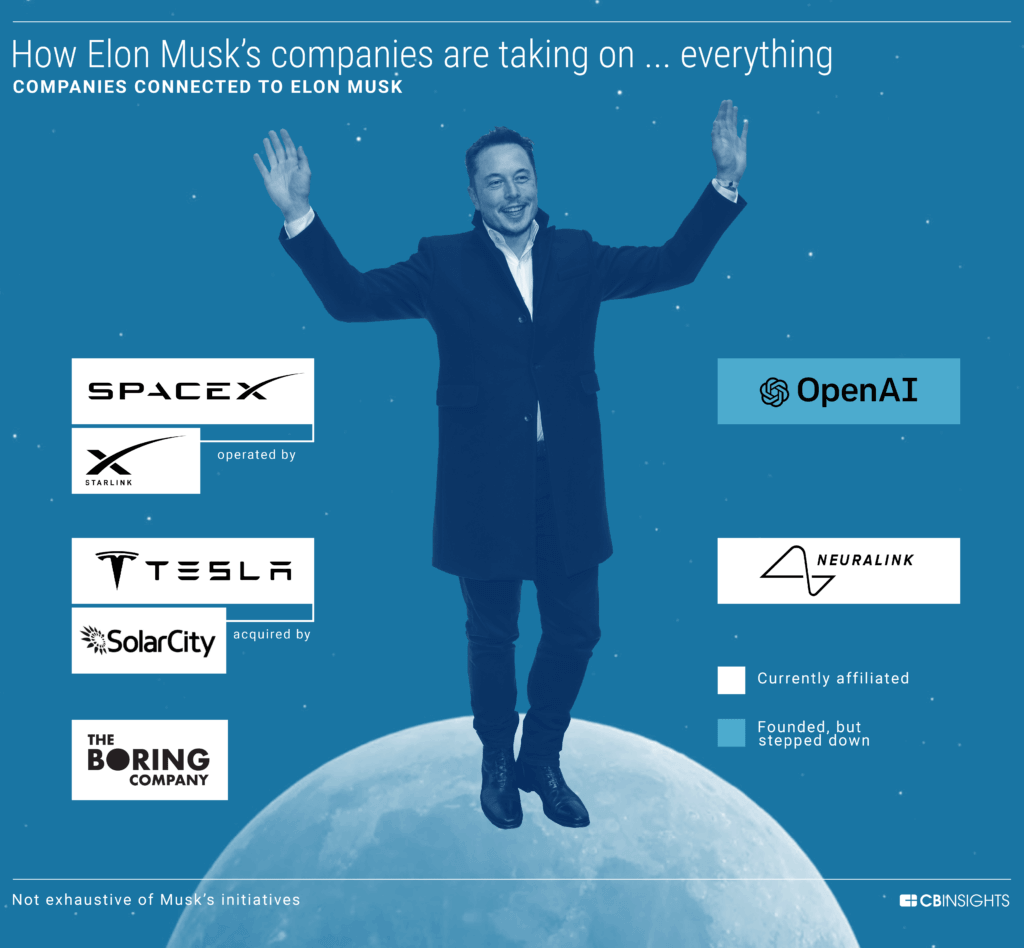 How Elon Musk’s companies are taking on ... everything
COMPANIES CONNECTED TO ELON MUSK
SPACEX
STARLINK
operated by
TESLA
SolarCity
acquired by
THE
BORING
COMPANY
OpenAI
NEURALINK
Currently affiliated
Founded, but
stepped down
Not exhaustive of Musk’s initiatives
CBINSIGHTS